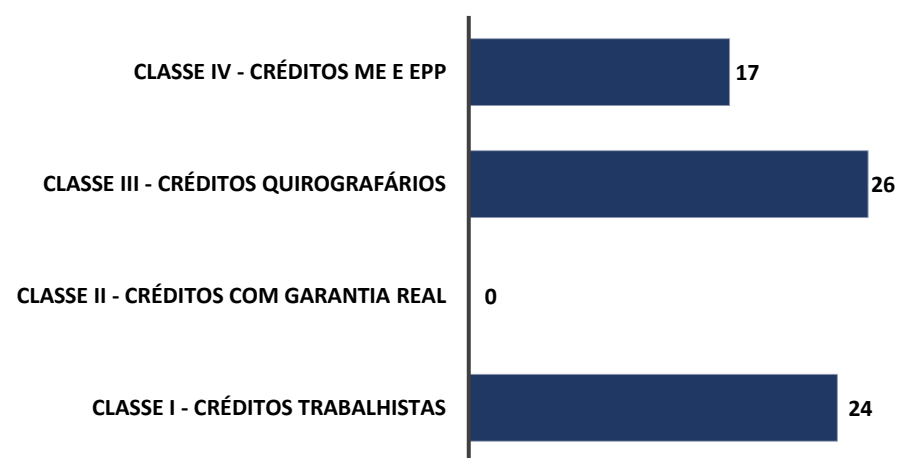 CLASSE IV - CRÉDITOS ME E EPP 17
CLASSE III - CRÉDITOS QUIROGRAFÁRIOS 26
CLASSE II - CRÉDITOS COM GARANTIA REAL 0
CLASSE I - CRÉDITOS TRABALHISTAS 24